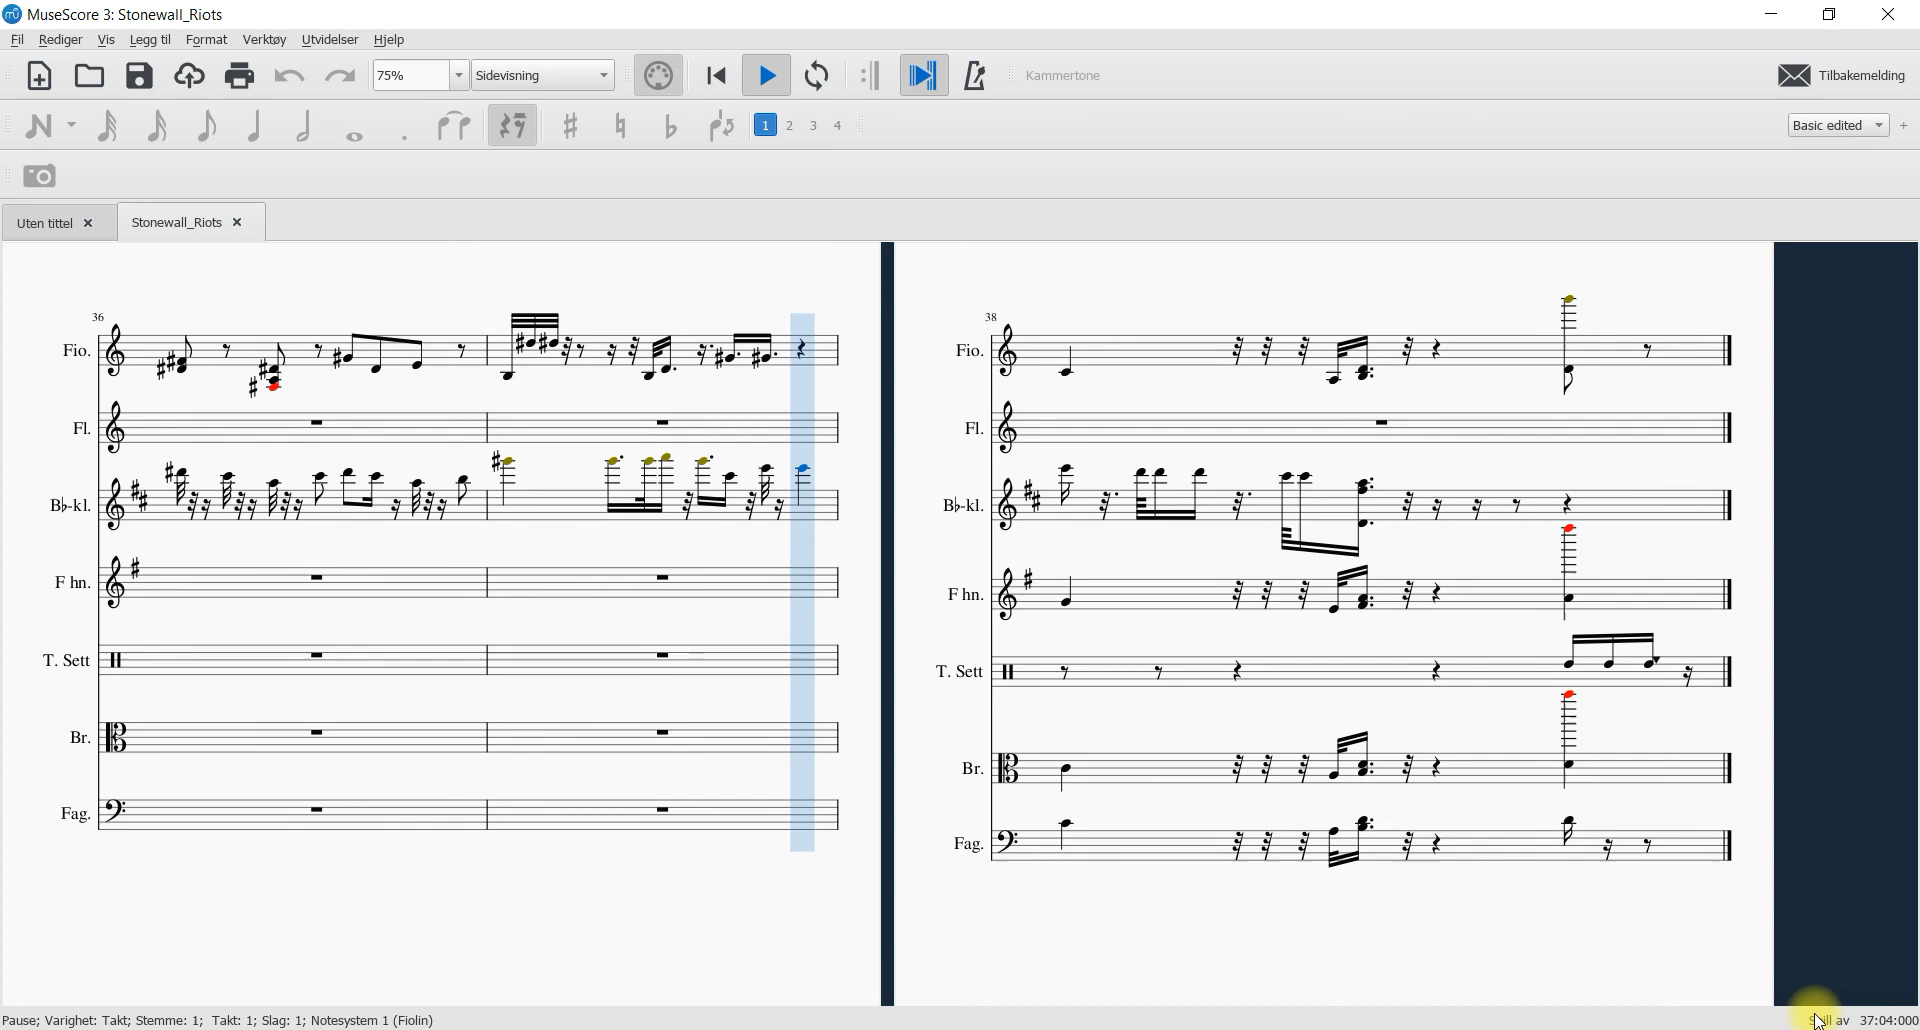 MuseScore 3: Stonewall_Riots
Fil Rediger Vis Legg til Format Verktøy Utvidelser Hjelp
75% Sidevisning Kammertone Tilbakemelding
1 2 3 4 Basic edited +
Uten tittel Stonewall_Riots
36
Fio.
Fl.
B♭-kl.
F hn.
T. Sett
Br.
Fag.
38
Fio.
Fl.
B♭-kl.
F hn.
T. Sett
Br.
Fag.
Pause; Varighet: Takt; Stemme: 1; Takt: 1; Slag: 1; Notesystem 1 (Fiolin) av 37:04:000